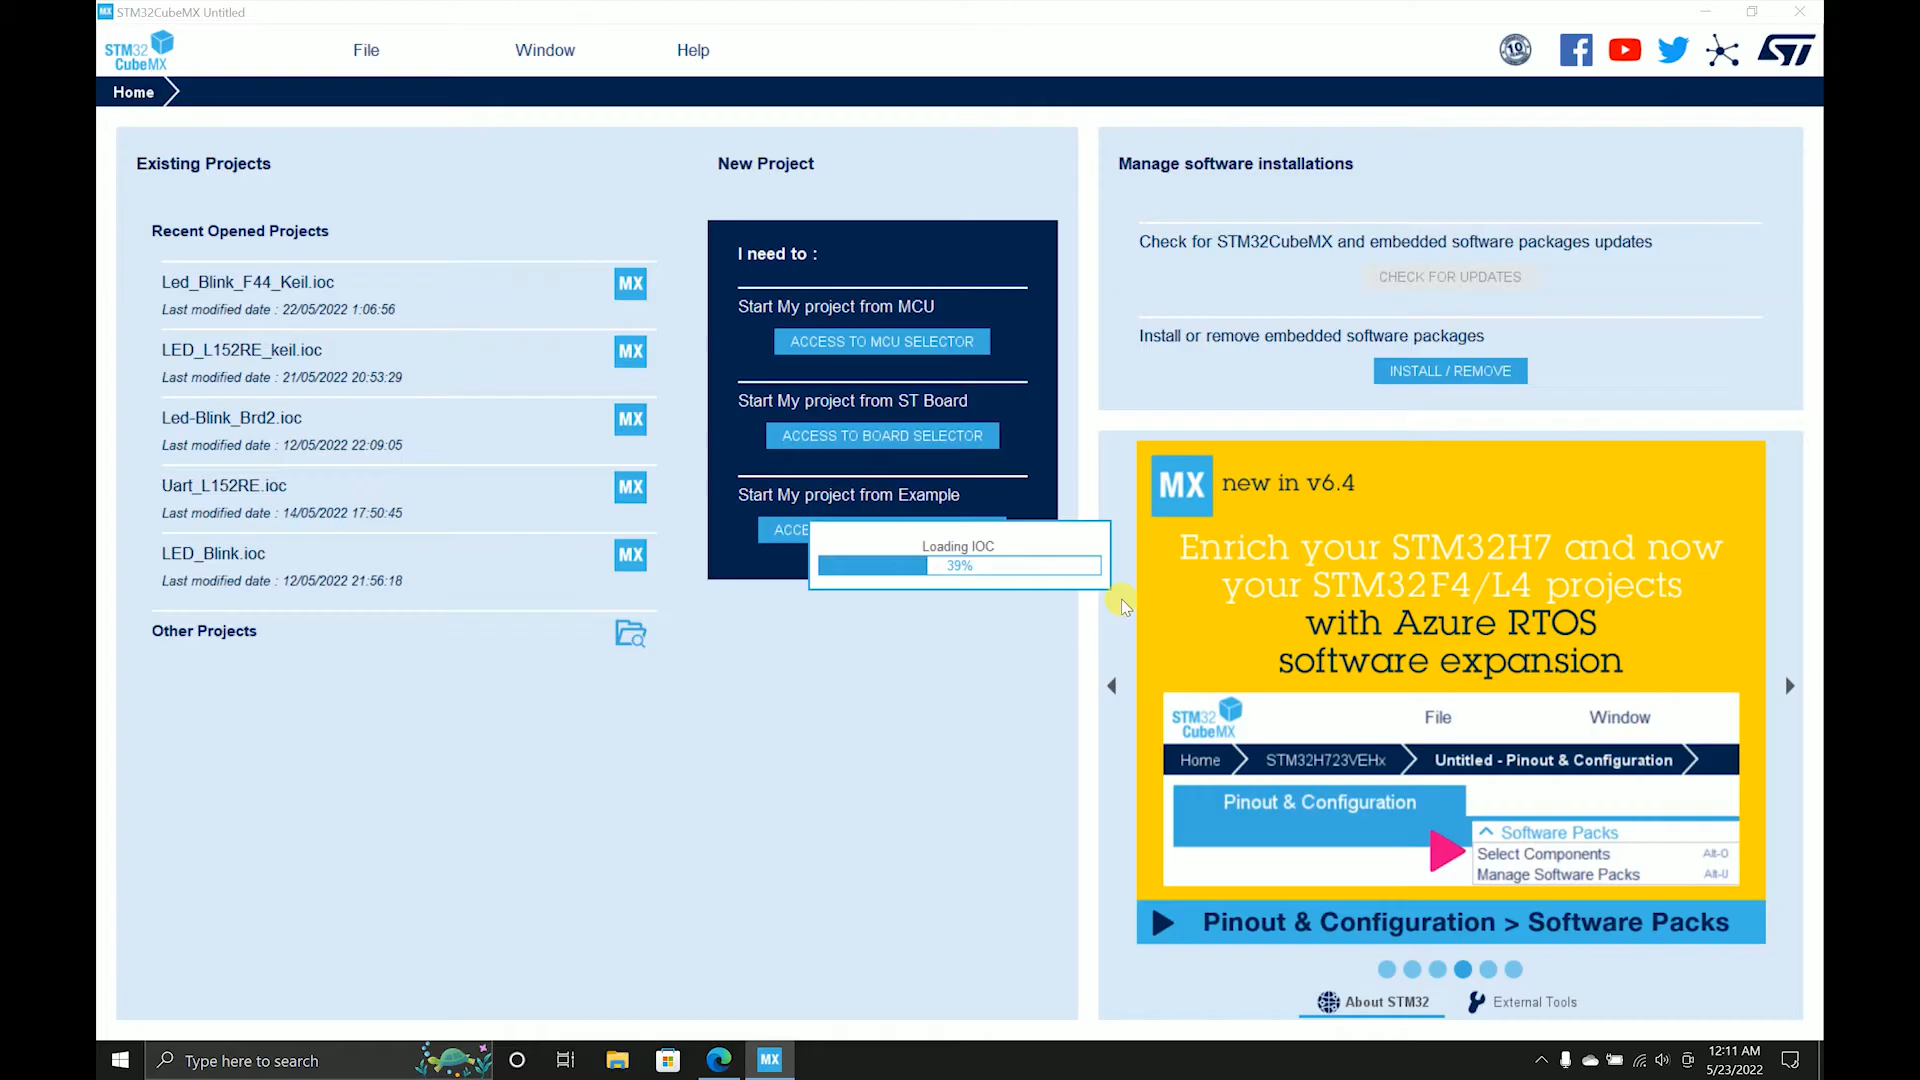 MX STM32CubeMX Untitled
STM32
CubeMX
File
Window
Help
10
Home
Existing Projects
Recent Opened Projects
Led_Blink_F44_Keil.ioc
MX
Last modified date : 22/05/2022 1:06:56
LED_L152RE_keil.ioc
MX
Last modified date : 21/05/2022 20:53:29
Led-Blink_Brd2.ioc
MX
Last modified date : 12/05/2022 22:09:05
Uart_L152RE.ioc
MX
Last modified date : 14/05/2022 17:50:45
LED_Blink.ioc
MX
Last modified date : 12/05/2022 21:56:18
Other Projects
New Project
I need to :
Start My project from MCU
ACCESS TO MCU SELECTOR
Start My project from ST Board
ACCESS TO BOARD SELECTOR
Start My project from Example
ACCE
Loading IOC
39%
Manage software installations
Check for STM32CubeMX and embedded software packages updates
CHECK FOR UPDATES
Install or remove embedded software packages
INSTALL / REMOVE
MX new in v6.4
Enrich your STM32H7 and now
your STM32F4/L4 projects
with Azure RTOS
software expansion
STM32
CubeMX
File
Window
Home
STM32H723VEHx
Untitled - Pinout & Configuration
Pinout & Configuration
Software Packs
Select Components Alt-O
Manage Software Packs Alt-U
Pinout & Configuration > Software Packs
About STM32
External Tools
Type here to search
MX
12:11 AM
5/23/2022